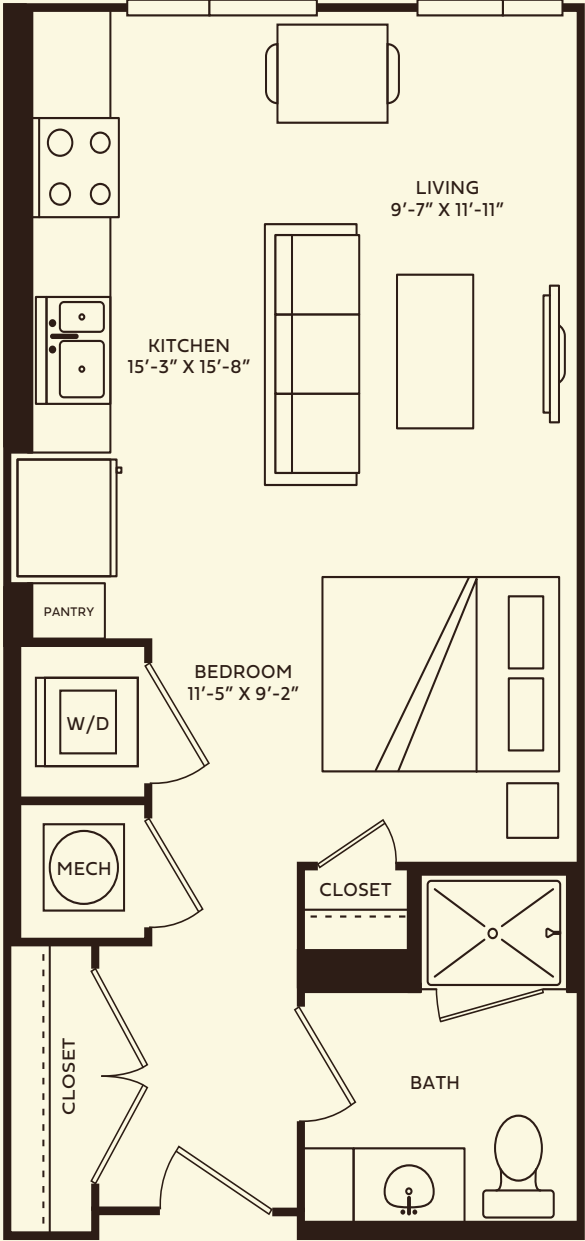 LIVING
9’-7” X 11’-11”
KITCHEN
15’-3” X 15’-8”
PANTRY
BEDROOM
11’-5” X 9’-2”
W/D
MECH
CLOSET
CLOSET
BATH